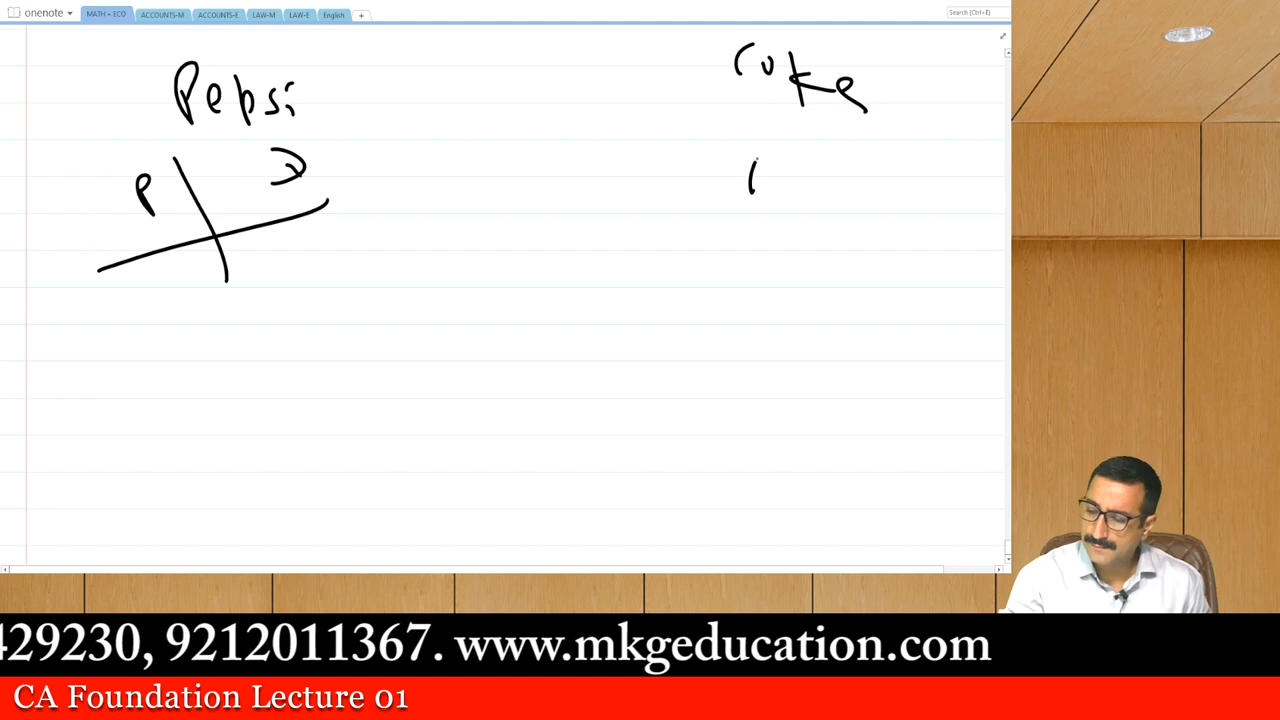 onenote MATH + ECO ACCOUNTS-M ACCOUNTS-E LAW-M LAW-E English + Search (Ctrl+E)
Pepsi Coke
P D
429230, 9212011367. www.mkgeducation.com
CA Foundation Lecture 01